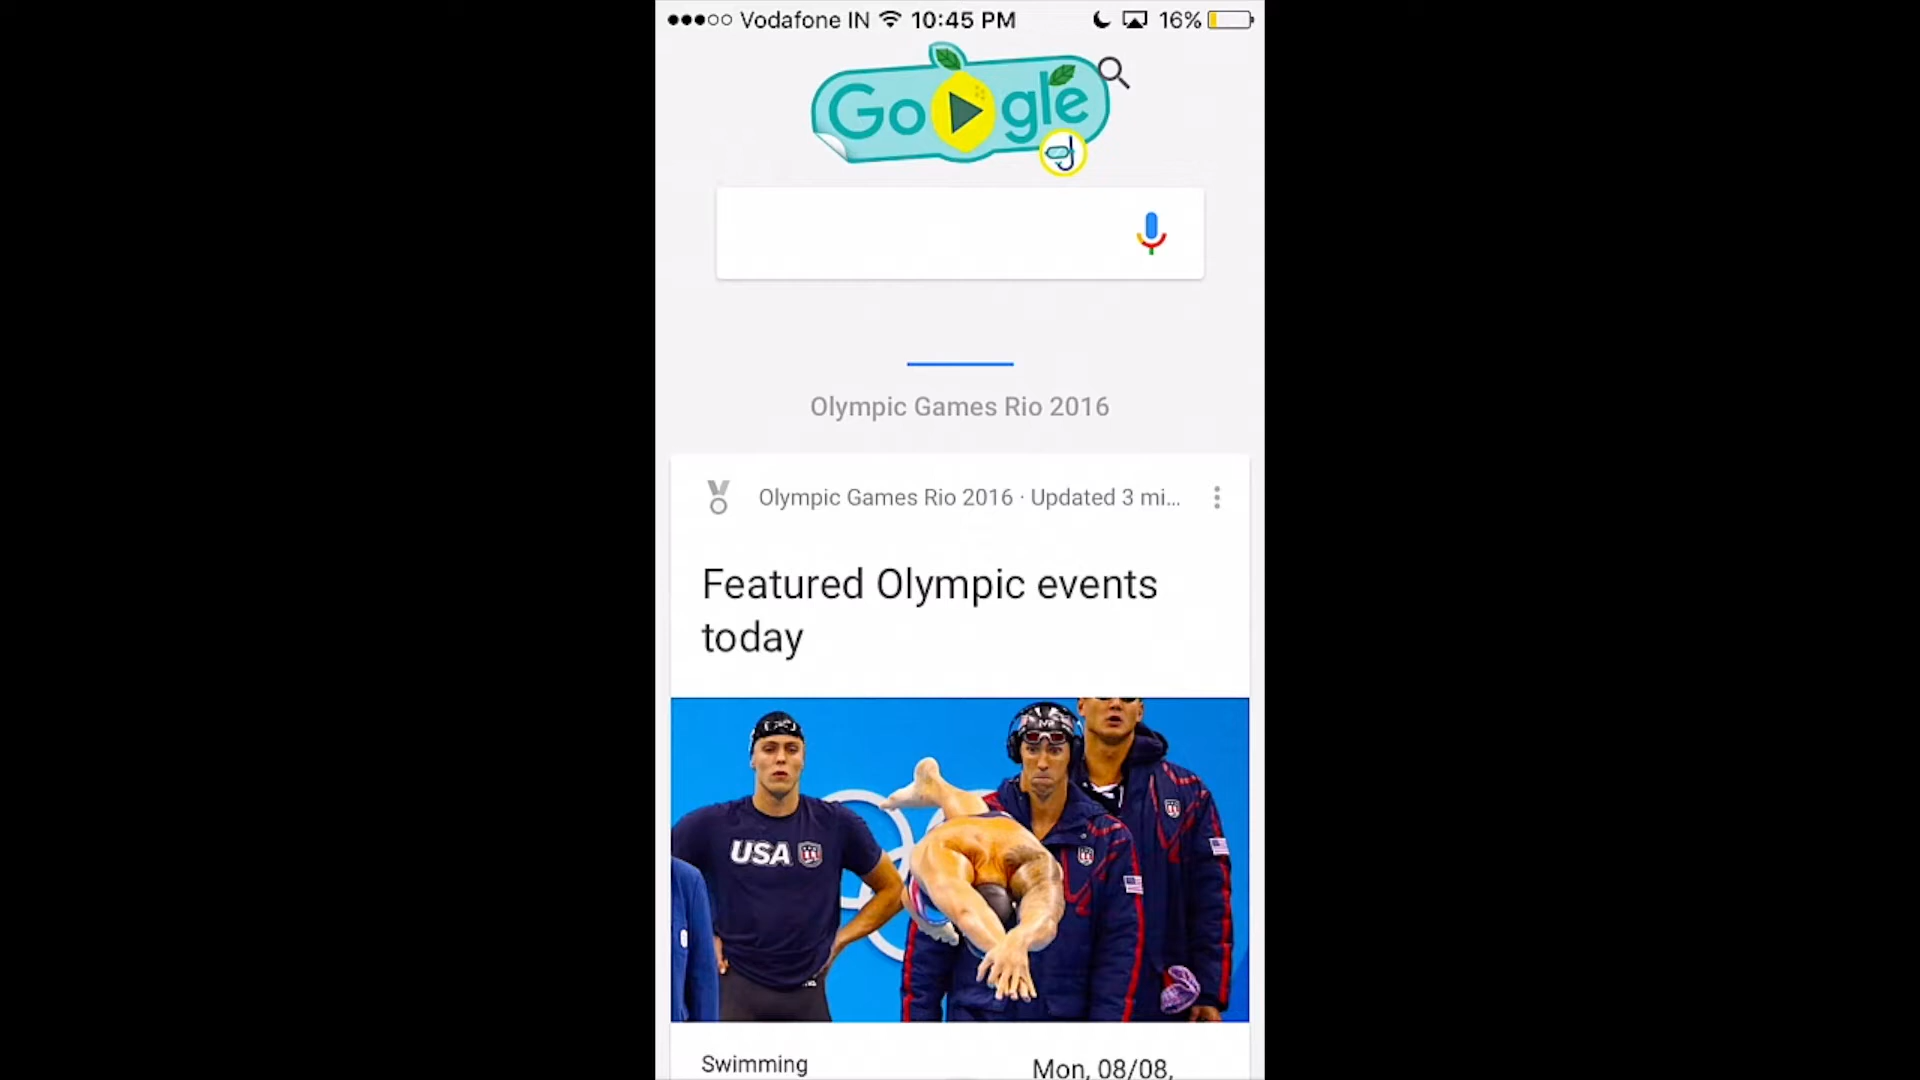 Vodafone IN 10:45 PM 16%
Google
Olympic Games Rio 2016
Olympic Games Rio 2016 · Updated 3 mi...
Featured Olympic events
today
USA
Swimming Mon, 08/08,